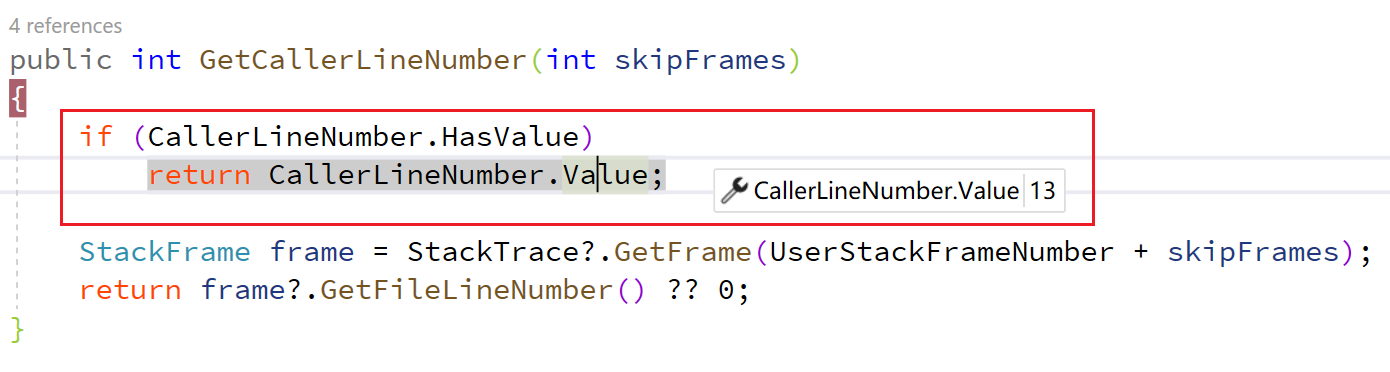 4 references
public int GetCallerLineNumber(int skipFrames)
{
if (CallerLineNumber.HasValue)
return CallerLineNumber.Value;
CallerLineNumber.Value 13
StackFrame frame = StackTrace?.GetFrame(UserStackFrameNumber + skipFrames);
return frame?.GetFileLineNumber() ?? 0;
}